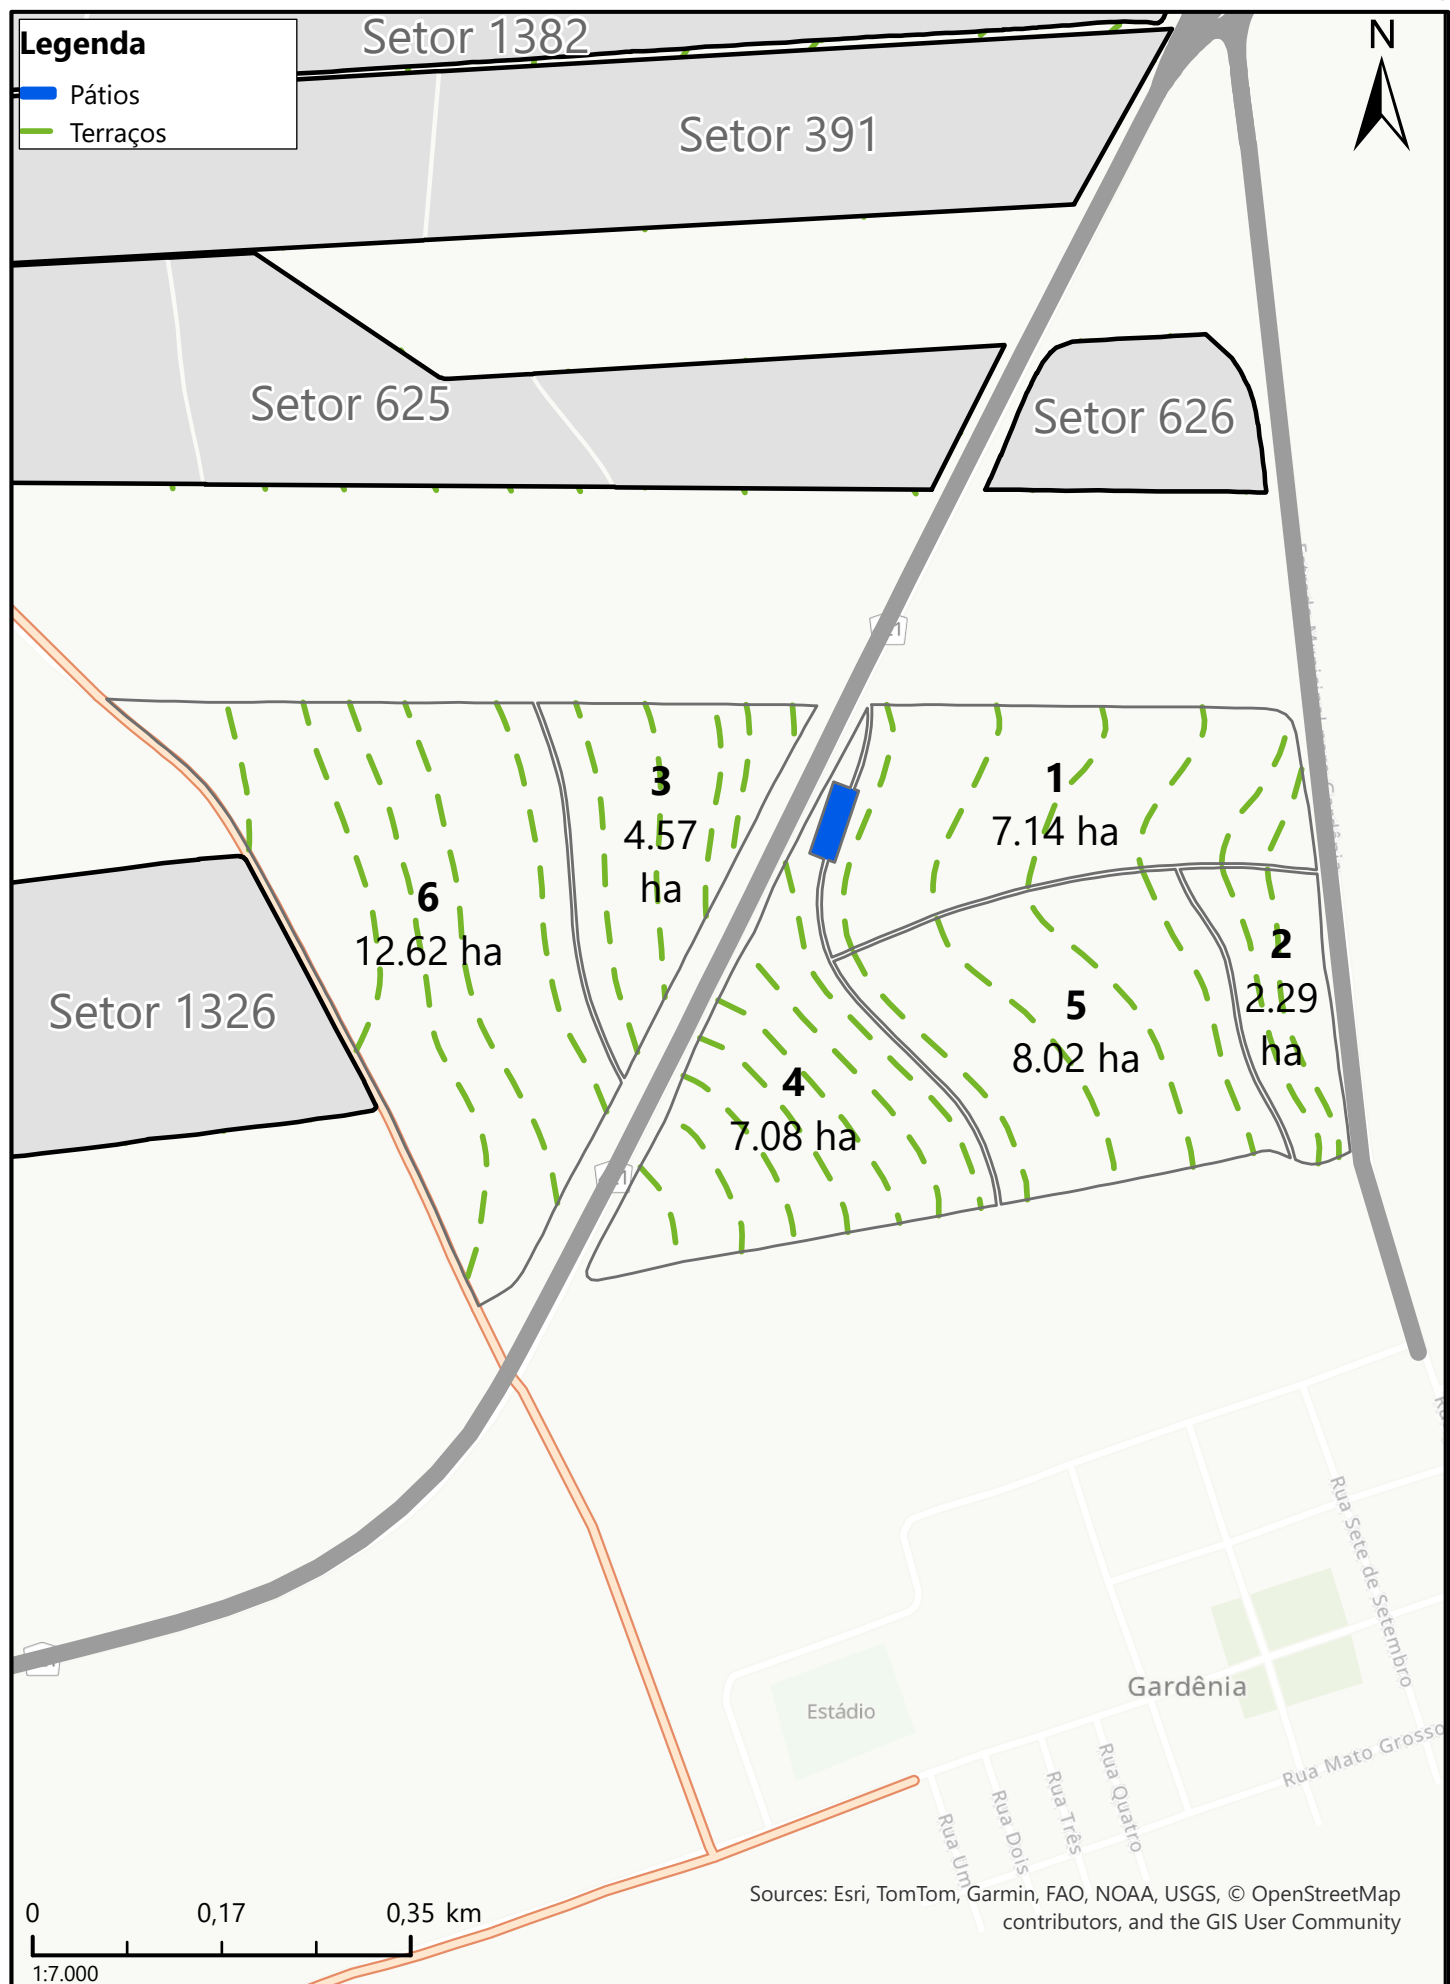 Legenda
Pátios
Terraços
Setor 1382
N
Setor 391
Setor 625
Setor 626
3
4.57
ha
1
7.14 ha
6
12.62 ha
2
2.29
ha
5
8.02 ha
Setor 1326
4
7.08 ha
Rua Sete de Setembro
Gardênia
Estádio
Rua Mato Grosso
Rua Quatro
Rua Três
Rua Dois
Rua Um
0 0,17 0,35 km
1:7.000
Sources: Esri, TomTom, Garmin, FAO, NOAA, USGS, © OpenStreetMap
contributors, and the GIS User Community